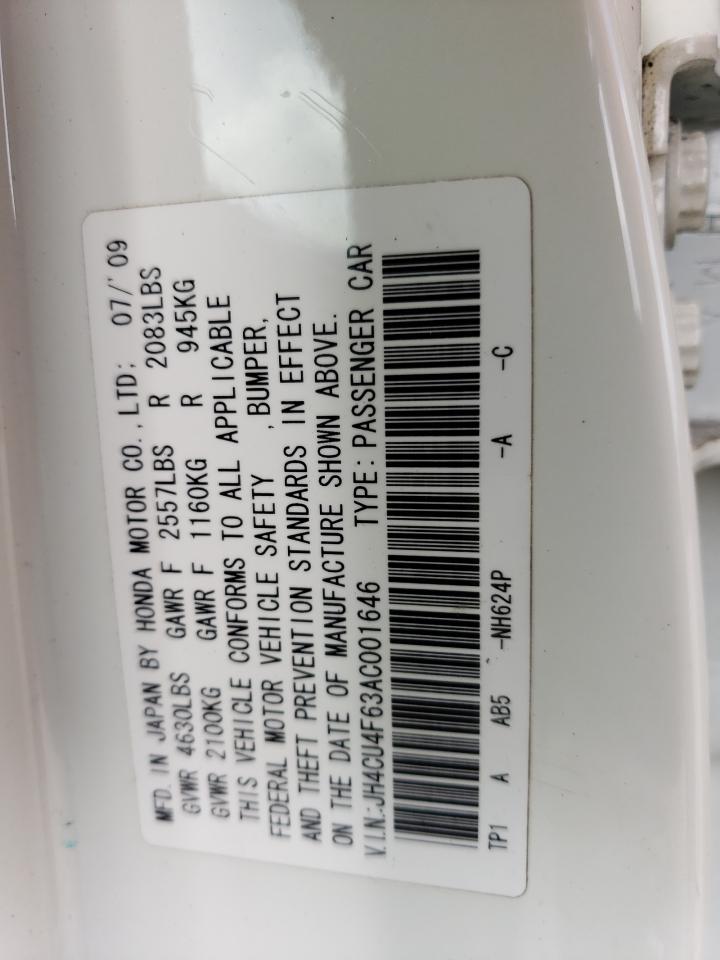 MFD. IN JAPAN BY HONDA MOTOR CO., LTD; 07/'09
GVWR 4630LBS GAWR F 2557LBS R 2083LBS
GVWR 2100KG GAWR F 1160KG R 945KG
THIS VEHICLE CONFORMS TO ALL APPLICABLE
FEDERAL MOTOR VEHICLE SAFETY , BUMPER,
AND THEFT PREVENTION STANDARDS IN EFFECT
ON THE DATE OF MANUFACTURE SHOWN ABOVE.
V.I.N.:JH4CU4F63AC001646 TYPE: PASSENGER CAR
TP1 A AB5 -NH624P -A -C